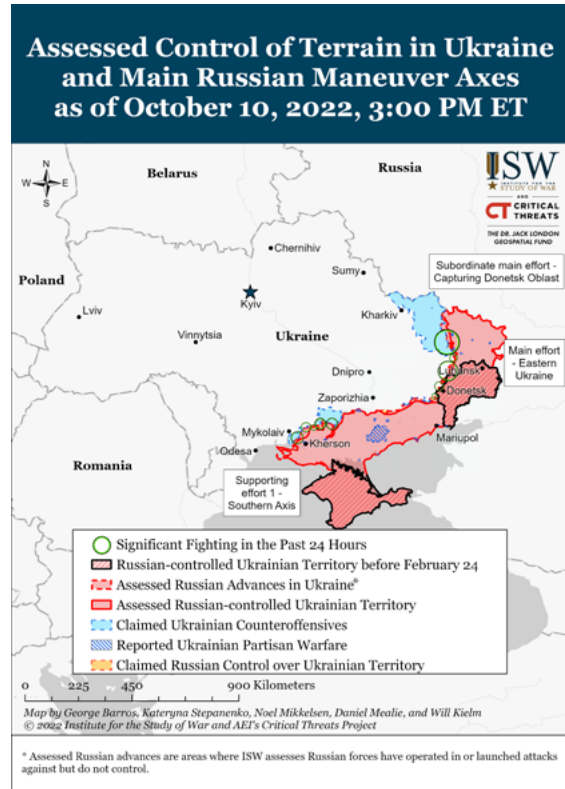 Assessed Control of Terrain in Ukraine
and Main Russian Maneuver Axes
as of October 10, 2022, 3:00 PM ET
N
W E
S
Belarus
Russia
ISW
INSTITUTE FOR THE
STUDY OF WAR
AND
CT CRITICAL
THREATS
THE DR. JACK LONDON
GEOSPATIAL FUND
Chernihiv
Sumy
Subordinate main effort -
Capturing Donetsk Oblast
Poland
Kyiv
Lviv
Kharkiv
Vinnytsia
Ukraine
Main effort -
Eastern
Ukraine
Luhansk
Dnipro
Donetsk
Zaporizhia
Mykolaiv
Mariupol
Kherson
Odesa
Romania
Supporting
effort 1 -
Southern
Axis
Significant Fighting in the Past 24 Hours
Russian-controlled Ukrainian Territory before February 24
Assessed Russian Advances in Ukraine*
Assessed Russian-controlled Ukrainian Territory
Claimed Ukrainian Counteroffensives
Reported Ukrainian Partisan Warfare
Claimed Russian Control over Ukrainian Territory
0 225 450 900 Kilometers
Map by George Barros, Kateryna Stepanenko, Noel Mikkelsen, Daniel Mealie, and Will Kielm
© 2022 Institute for the Study of War and AEI's Critical Threats Project
* Assessed Russian advances are areas where ISW assesses Russian forces have operated in or launched attacks
against but do not control.